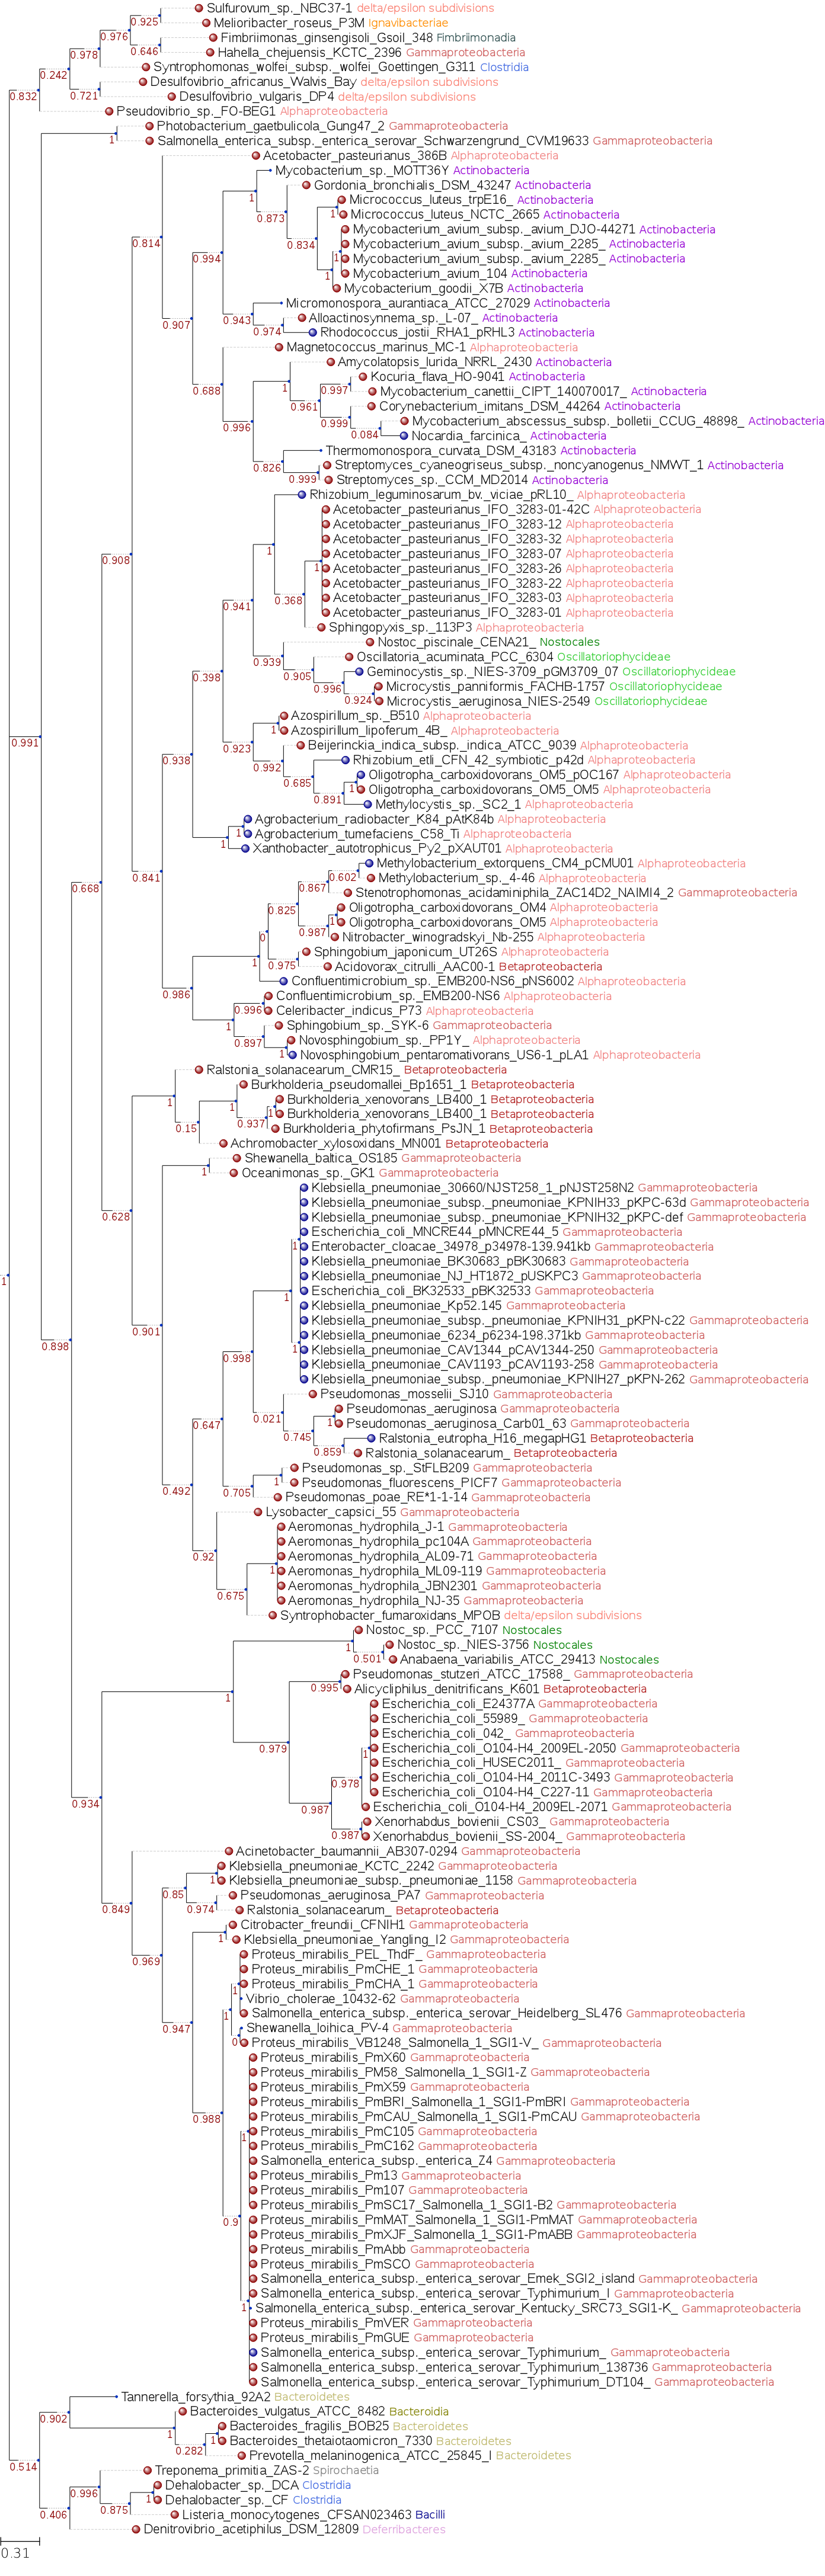 Sulfurovum_sp._NBC37-1 delta/epsilon subdivisions
0.925
Melioribacter_roseus_P3M Ignavibacteriae
0.976
Fimbriimonas_ginsengisoli_Gsoil_348 Fimbriimonadia
0.646
Hahella_chejuensis_KCTC_2396 Gammaproteobacteria
0.978
Syntrophomonas_wolfei_subsp._wolfei_Goettingen_G311 Clostridia
0.242
Desulfovibrio_africanus_Walvis_Bay delta/epsilon subdivisions
0.721
Desulfovibrio_vulgaris_DP4 delta/epsilon subdivisions
0.832
Pseudovibrio_sp._FO-BEG1 Alphaproteobacteria
Photobacterium_gaetbulicola_Gung47_2 Gammaproteobacteria
1
Salmonella_enterica_subsp._enterica_serovar_Schwarzengrund_CVM19633 Gammaproteobacteria
Acetobacter_pasteurianus_386B Alphaproteobacteria
Mycobacterium_sp._MOTT36Y Actinobacteria
Gordonia_bronchialis_DSM_43247 Actinobacteria
1
Micrococcus_luteus_trpE16_ Actinobacteria
1
Micrococcus_luteus_NCTC_2665 Actinobacteria
0.873
Mycobacterium_avium_subsp._avium_DJO-44271 Actinobacteria
0.814
0.834
Mycobacterium_avium_subsp._avium_2285_ Actinobacteria
0.994
1
Mycobacterium_avium_subsp._avium_2285_ Actinobacteria
Mycobacterium_avium_104 Actinobacteria
1
Mycobacterium_goodii_X7B Actinobacteria
Micromonospora_aurantiaca_ATCC_27029 Actinobacteria
0.943
Alloactinosynnema_sp._L-07_ Actinobacteria
0.907
0.974
Rhodococcus_jostii_RHA1_pRHL3 Actinobacteria
Magnetococcus_marinus_MC-1 Alphaproteobacteria
Amycolatopsis_lurida_NRRL_2430 Actinobacteria
Kocuria_flava_HO-9041 Actinobacteria
0.688
1
0.997
Mycobacterium_canettii_CIPT_140070017_ Actinobacteria
0.961
Corynebacterium_imitans_DSM_44264 Actinobacteria
0.996
0.999
Mycobacterium_abscessus_subsp._bolletii_CCUG_48898_ Actinobacteria
0.084
Nocardia_farcinica_ Actinobacteria
Thermomonospora_curvata_DSM_43183 Actinobacteria
0.826
Streptomyces_cyaneogriseus_subsp._noncyanogenus_NMWT_1 Actinobacteria
0.999
Streptomyces_sp._CCM_MD2014 Actinobacteria
Rhizobium_leguminosarum_bv._viciae_pRL10_ Alphaproteobacteria
Acetobacter_pasteurianus_IFO_3283-01-42C Alphaproteobacteria
Acetobacter_pasteurianus_IFO_3283-12 Alphaproteobacteria
Acetobacter_pasteurianus_IFO_3283-32 Alphaproteobacteria
1
Acetobacter_pasteurianus_IFO_3283-07 Alphaproteobacteria
0.908
1
Acetobacter_pasteurianus_IFO_3283-26 Alphaproteobacteria
Acetobacter_pasteurianus_IFO_3283-22 Alphaproteobacteria
0.941
0.368
Acetobacter_pasteurianus_IFO_3283-03 Alphaproteobacteria
Acetobacter_pasteurianus_IFO_3283-01 Alphaproteobacteria
Sphingopyxis_sp._113P3 Alphaproteobacteria
Nostoc_piscinale_CENA21_ Nostocales
0.939
Oscillatoria_acuminata_PCC_6304 Oscillatoriophycideae
0.398
0.905
Geminocystis_sp._NIES-3709_pGM3709_07 Oscillatoriophycideae
0.996
Microcystis_panniformis_FACHB-1757 Oscillatoriophycideae
0.924
Microcystis_aeruginosa_NIES-2549 Oscillatoriophycideae
Azospirillum_sp._B510 Alphaproteobacteria
1
Azospirillum_lipoferum_4B_ Alphaproteobacteria
0.923
Beijerinckia_indica_subsp._indica_ATCC_9039 Alphaproteobacteria
0.938
0.992
Rhizobium_etli_CFN_42_symbiotic_p42d Alphaproteobacteria
0.685
Oligotropha_carboxidovorans_OM5_pOC167 Alphaproteobacteria
1
Oligotropha_carboxidovorans_OM5_OM5 Alphaproteobacteria
0.891
Methylocystis_sp._SC2_1 Alphaproteobacteria
Agrobacterium_radiobacter_K84_pAtK84b Alphaproteobacteria
1
Agrobacterium_tumefaciens_C58_Ti Alphaproteobacteria
1
Xanthobacter_autotrophicus_Py2_pXAUT01 Alphaproteobacteria
0.991
Methylobacterium_extorquens_CM4_pCMU01 Alphaproteobacteria
0.841
0.602
Methylobacterium_sp._4-46 Alphaproteobacteria
0.668
0.867
Stenotrophomonas_acidaminiphila_ZAC14D2_NAIMI4_2 Gammaproteobacteria
0.825
Oligotropha_carboxidovorans_OM4 Alphaproteobacteria
1
Oligotropha_carboxidovorans_OM5 Alphaproteobacteria
0
0.987
Nitrobacter_winogradskyi_Nb-255 Alphaproteobacteria
Sphingobium_japonicum_UT26S Alphaproteobacteria
0.975
Acidovorax_citrulli_AAC00-1 Betaproteobacteria
1
Confluentimicrobium_sp._EMB200-NS6_pNS6002 Alphaproteobacteria
0.986
Confluentimicrobium_sp._EMB200-NS6 Alphaproteobacteria
0.996
Celeribacter_indicus_P73 Alphaproteobacteria
1
Sphingobium_sp._SYK-6 Gammaproteobacteria
0.897
Novosphingobium_sp._PP1Y_ Alphaproteobacteria
1
Novosphingobium_pentaromativorans_US6-1_pLA1 Alphaproteobacteria
Ralstonia_solanacearum_CMR15_ Betaproteobacteria
Burkholderia_pseudomallei_Bp1651_1 Betaproteobacteria
1
1
Burkholderia_xenovorans_LB400_1 Betaproteobacteria
1
Burkholderia_xenovorans_LB400_1 Betaproteobacteria
0.15
0.937
Burkholderia_phytofirmans_PsJN_1 Betaproteobacteria
Achromobacter_xylosoxidans_MN001 Betaproteobacteria
Shewanella_baltica_OS185 Gammaproteobacteria
1
Oceanimonas_sp._GK1 Gammaproteobacteria
Klebsiella_pneumoniae_30660/NJST258_1_pNJST258N2 Gammaproteobacteria
Klebsiella_pneumoniae_subsp._pneumoniae_KPNIH33_pKPC-63d Gammaproteobacteria
0.628
Klebsiella_pneumoniae_subsp._pneumoniae_KPNIH32_pKPC-def Gammaproteobacteria
Escherichia_coli_MNCRE44_pMNCRE44_5 Gammaproteobacteria
1
Enterobacter_cloacae_34978_p34978-139.941kb Gammaproteobacteria
Klebsiella_pneumoniae_BK30683_pBK30683 Gammaproteobacteria
1
Klebsiella_pneumoniae_NJ_HT1872_pUSKPC3 Gammaproteobacteria
1
Escherichia_coli_BK32533_pBK32533 Gammaproteobacteria
Klebsiella_pneumoniae_Kp52.145 Gammaproteobacteria
Klebsiella_pneumoniae_subsp._pneumoniae_KPNIH31_pKPN-c22 Gammaproteobacteria
0.901
Klebsiella_pneumoniae_6234_p6234-198.371kb Gammaproteobacteria
0.898
1
Klebsiella_pneumoniae_CAV1344_pCAV1344-250 Gammaproteobacteria
0.998
Klebsiella_pneumoniae_CAV1193_pCAV1193-258 Gammaproteobacteria
Klebsiella_pneumoniae_subsp._pneumoniae_KPNIH27_pKPN-262 Gammaproteobacteria
Pseudomonas_mosselii_SJ10 Gammaproteobacteria
Pseudomonas_aeruginosa Gammaproteobacteria
0.021
1
Pseudomonas_aeruginosa_Carb01_63 Gammaproteobacteria
0.647
0.745
Ralstonia_eutropha_H16_megapHG1 Betaproteobacteria
0.859
Ralstonia_solanacearum_ Betaproteobacteria
Pseudomonas_sp._StFLB209 Gammaproteobacteria
1
Pseudomonas_fluorescens_PICF7 Gammaproteobacteria
0.492
0.705
Pseudomonas_poae_RE*1-1-14 Gammaproteobacteria
Lysobacter_capsici_55 Gammaproteobacteria
Aeromonas_hydrophila_J-1 Gammaproteobacteria
Aeromonas_hydrophila_pc104A Gammaproteobacteria
0.92
Aeromonas_hydrophila_AL09-71 Gammaproteobacteria
1
Aeromonas_hydrophila_ML09-119 Gammaproteobacteria
Aeromonas_hydrophila_JBN2301 Gammaproteobacteria
0.675
Aeromonas_hydrophila_NJ-35 Gammaproteobacteria
Syntrophobacter_fumaroxidans_MPOB delta/epsilon subdivisions
Nostoc_sp._PCC_7107 Nostocales
1
Nostoc_sp._NIES-3756 Nostocales
0.501
Anabaena_variabilis_ATCC_29413 Nostocales
Pseudomonas_stutzeri_ATCC_17588_ Gammaproteobacteria
0.995
Alicycliphilus_denitrificans_K601 Betaproteobacteria
1
Escherichia_coli_E24377A Gammaproteobacteria
Escherichia_coli_55989_ Gammaproteobacteria
Escherichia_coli_042_ Gammaproteobacteria
0.979
Escherichia_coli_O104-H4_2009EL-2050 Gammaproteobacteria
1
Escherichia_coli_HUSEC2011_ Gammaproteobacteria
0.978
Escherichia_coli_O104-H4_2011C-3493 Gammaproteobacteria
Escherichia_coli_O104-H4_C227-11 Gammaproteobacteria
0.934
0.987
Escherichia_coli_O104-H4_2009EL-2071 Gammaproteobacteria
Xenorhabdus_bovienii_CS03_ Gammaproteobacteria
0.987
Xenorhabdus_bovienii_SS-2004_ Gammaproteobacteria
Acinetobacter_baumannii_AB307-0294 Gammaproteobacteria
Klebsiella_pneumoniae_KCTC_2242 Gammaproteobacteria
1
Klebsiella_pneumoniae_subsp._pneumoniae_1158 Gammaproteobacteria
0.85
Pseudomonas_aeruginosa_PA7 Gammaproteobacteria
0.849
0.974
Ralstonia_solanacearum_ Betaproteobacteria
Citrobacter_freundii_CFNIH1 Gammaproteobacteria
1
Klebsiella_pneumoniae_Yangling_I2 Gammaproteobacteria
0.969
Proteus_mirabilis_PEL_ThdF_ Gammaproteobacteria
Proteus_mirabilis_PmCHE_1 Gammaproteobacteria
1
Proteus_mirabilis_PmCHA_1 Gammaproteobacteria
Vibrio_cholerae_10432-62 Gammaproteobacteria
1
Salmonella_enterica_subsp._enterica_serovar_Heidelberg_SL476 Gammaproteobacteria
0.947
Shewanella_loihica_PV-4 Gammaproteobacteria
0
Proteus_mirabilis_VB1248_Salmonella_1_SGI1-V_ Gammaproteobacteria
Proteus_mirabilis_PmX60 Gammaproteobacteria
Proteus_mirabilis_PM58_Salmonella_1_SGI1-Z Gammaproteobacteria
Proteus_mirabilis_PmX59 Gammaproteobacteria
Proteus_mirabilis_PmBRI_Salmonella_1_SGI1-PmBRI Gammaproteobacteria
0.988
Proteus_mirabilis_PmCAU_Salmonella_1_SGI1-PmCAU Gammaproteobacteria
Proteus_mirabilis_PmC105 Gammaproteobacteria
1
Proteus_mirabilis_PmC162 Gammaproteobacteria
Salmonella_enterica_subsp._enterica_Z4 Gammaproteobacteria
Proteus_mirabilis_Pm13 Gammaproteobacteria
Proteus_mirabilis_Pm107 Gammaproteobacteria
Proteus_mirabilis_PmSC17_Salmonella_1_SGI1-B2 Gammaproteobacteria
0.9
Proteus_mirabilis_PmMAT_Salmonella_1_SGI1-PmMAT Gammaproteobacteria
Proteus_mirabilis_PmXJF_Salmonella_1_SGI1-PmABB Gammaproteobacteria
Proteus_mirabilis_PmAbb Gammaproteobacteria
Proteus_mirabilis_PmSCO Gammaproteobacteria
Salmonella_enterica_subsp._enterica_serovar_Emek_SGI2_island Gammaproteobacteria
Salmonella_enterica_subsp._enterica_serovar_Typhimurium_I Gammaproteobacteria
1
Salmonella_enterica_subsp._enterica_serovar_Kentucky_SRC73_SGI1-K_ Gammaproteobacteria
Proteus_mirabilis_PmVER Gammaproteobacteria
Proteus_mirabilis_PmGUE Gammaproteobacteria
Salmonella_enterica_subsp._enterica_serovar_Typhimurium_ Gammaproteobacteria
Salmonella_enterica_subsp._enterica_serovar_Typhimurium_138736 Gammaproteobacteria
Salmonella_enterica_subsp._enterica_serovar_Typhimurium_DT104_ Gammaproteobacteria
Tannerella_forsythia_92A2 Bacteroidetes
Bacteroides_vulgatus_ATCC_8482 Bacteroidia
0.902
Bacteroides_fragilis_BOB25 Bacteroidetes
1
1
Bacteroides_thetaiotaomicron_7330 Bacteroidetes
0.282
Prevotella_melaninogenica_ATCC_25845_I Bacteroidetes
0.514
Treponema_primitia_ZAS-2 Spirochaetia
Dehalobacter_sp._DCA Clostridia
0.996
1
Dehalobacter_sp._CF Clostridia
0.875
Listeria_monocytogenes_CFSAN023463 Bacilli
0.406
Denitrovibrio_acetiphilus_DSM_12809 Deferribacteres
1
0.31